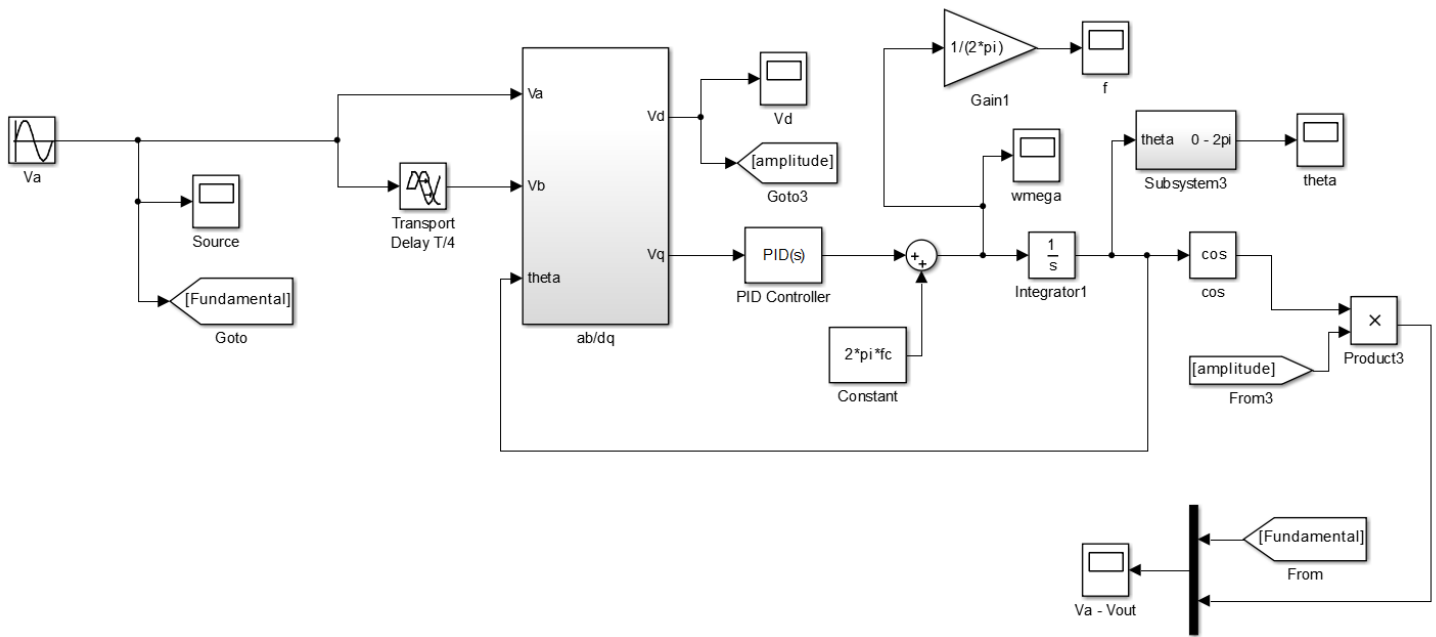 Va
Source
[Fundamental]
Goto
Transport
Delay T/4
Va
Vb
theta
Vd
Vq
ab/dq
Vd
[amplitude]
Goto3
PID(s)
PID Controller
2*pi*fc
Constant
+
+
1/(2*pi)
Gain1
f
wmega
1
s
Integrator1
theta 0 - 2pi
Subsystem3
theta
cos
cos
[amplitude]
From3
×
Product3
[Fundamental]
From
Va - Vout